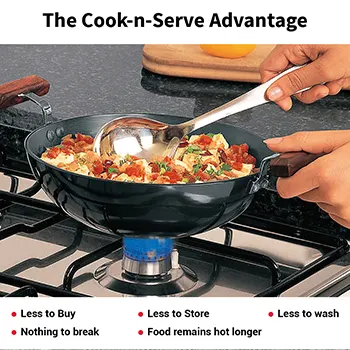 The Cook-n-Serve Advantage
• Less to Buy • Less to Store • Less to wash
• Nothing to break • Food remains hot longer